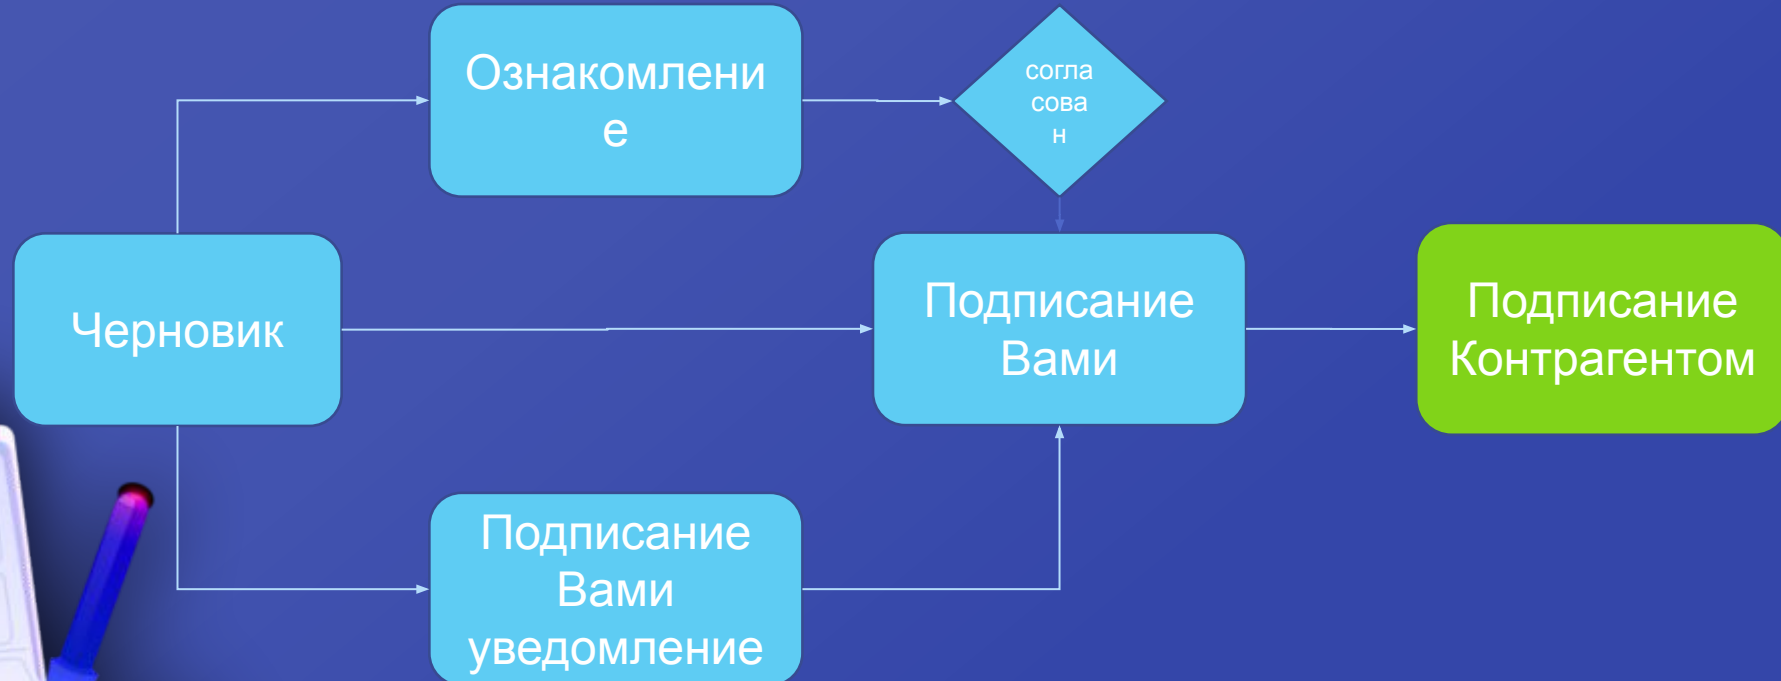 Ознакомлени
е
согла
сова
н
Черновик
Подписание
Вами
Подписание
Контрагентом
Подписание
Вами
уведомление